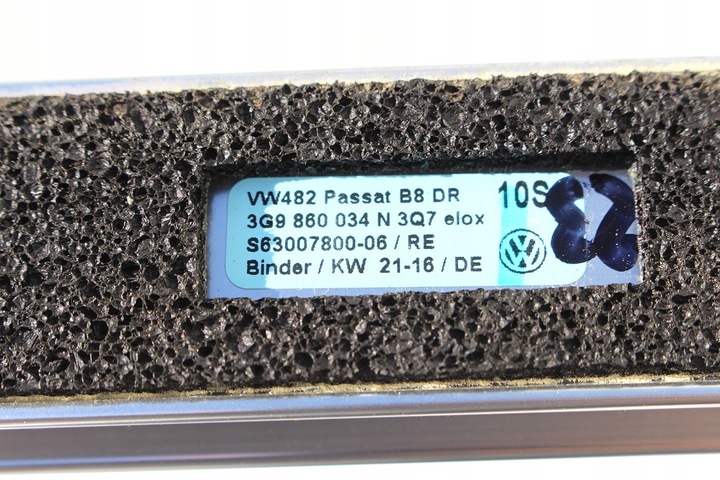 VW482 Passat B8 DR 10S
3G9 860 034 N 3Q7 elox
S63007800-06 / RE
Binder / KW 21-16 / DE